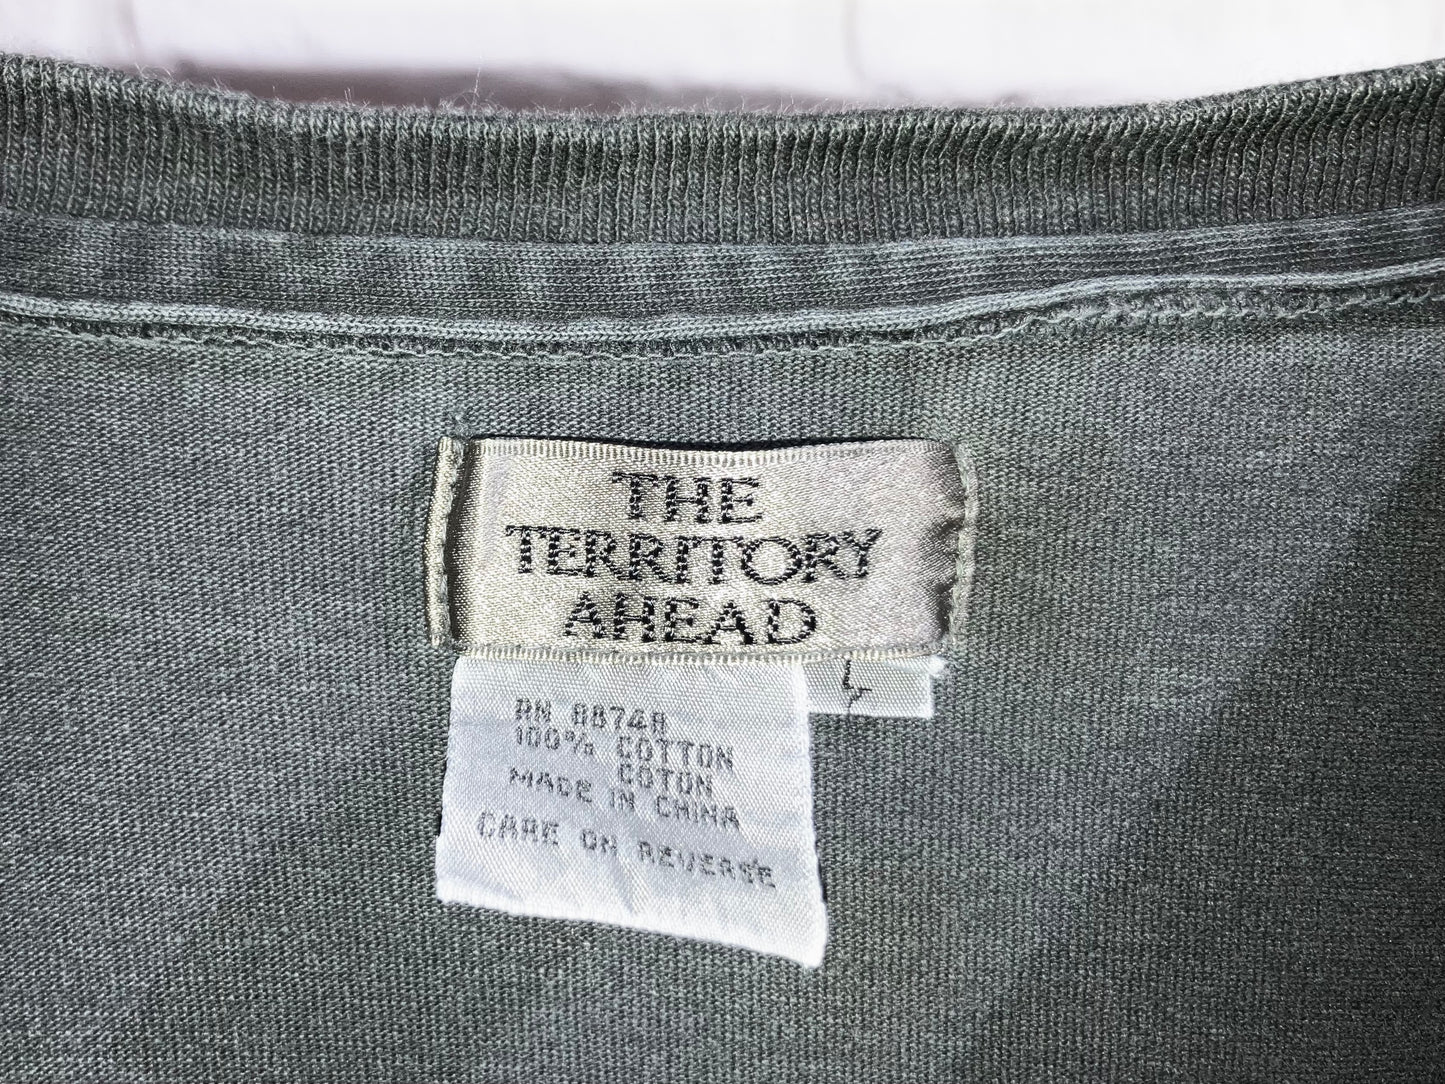 THE
TERRITORY
AHEAD
L
RN 88748
100% COTTON
COTON
MADE IN CHINA
CARE ON REVERSE